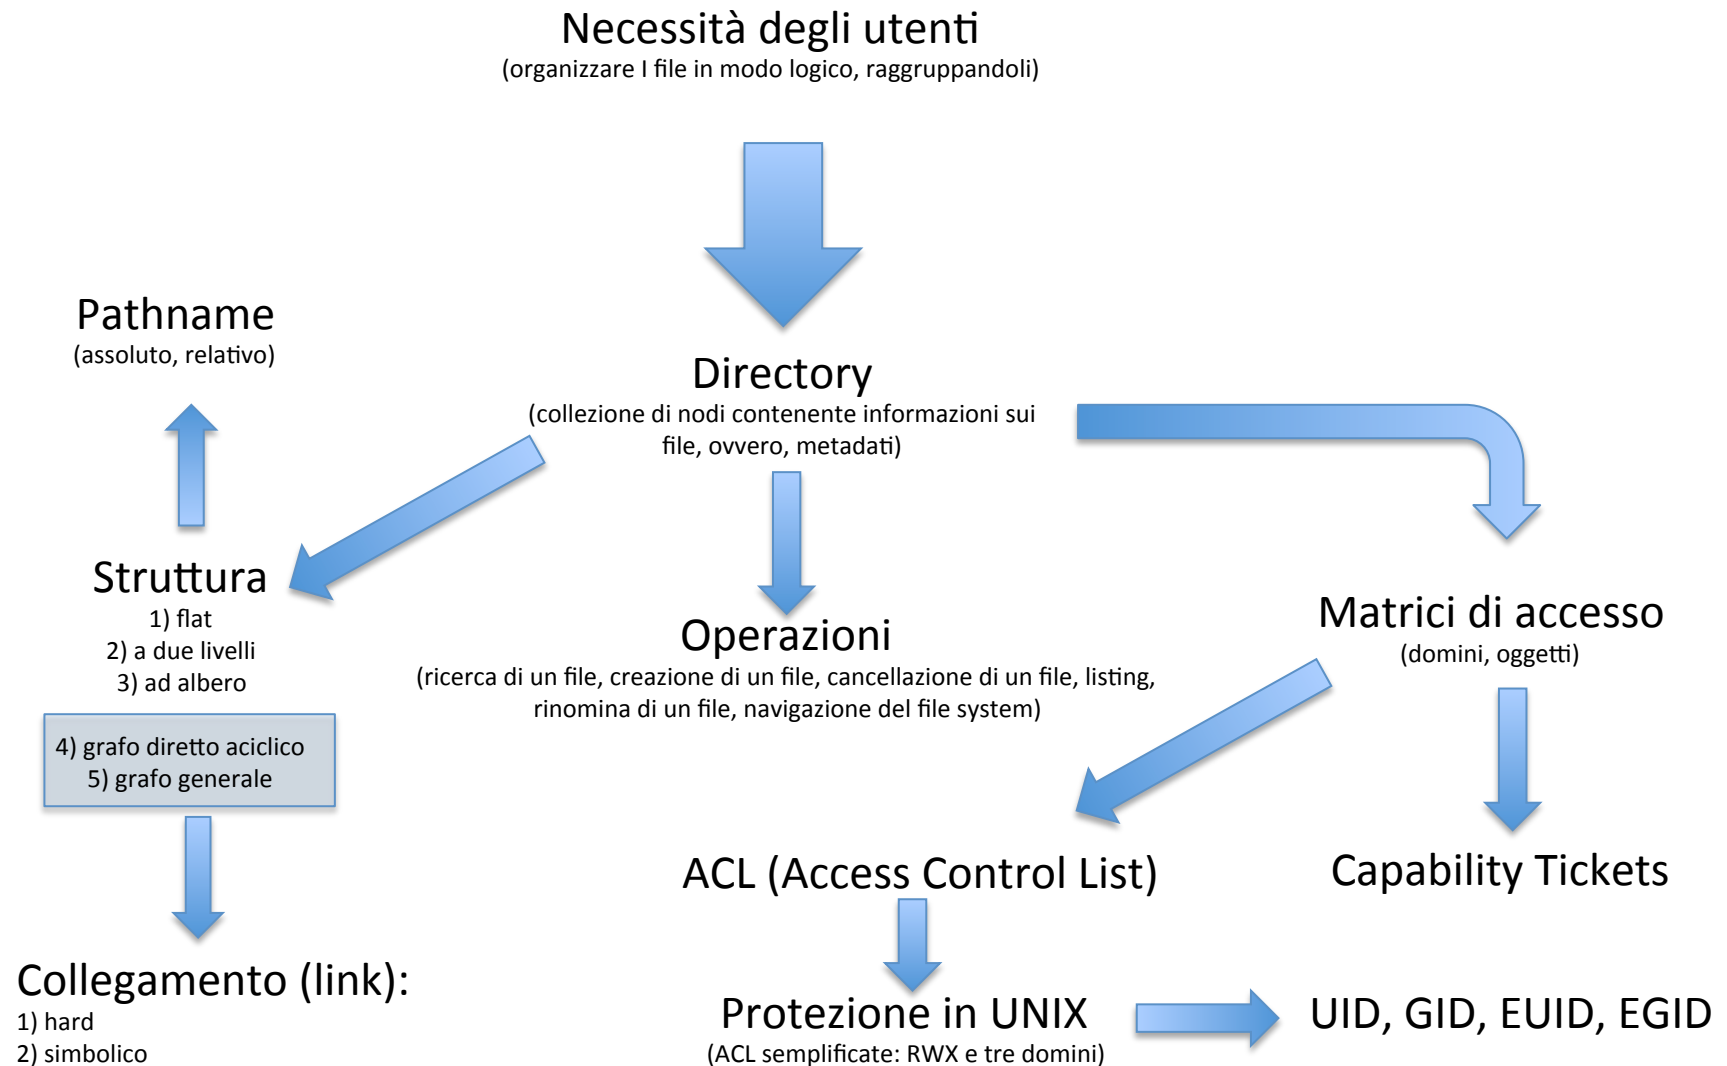 Necessità degli utenti
(organizzare I file in modo logico, raggruppandoli)
Pathname
(assoluto, relativo)
Directory
(collezione di nodi contenente informazioni sui
file, ovvero, metadati)
Struttura
1) flat
2) a due livelli
3) ad albero
4) grafo diretto aciclico
5) grafo generale
Operazioni
(ricerca di un file, creazione di un file, cancellazione di un file, listing,
rinomina di un file, navigazione del file system)
Matrici di accesso
(domini, oggetti)
ACL (Access Control List)
Capability Tickets
Collegamento (link):
1) hard
2) simbolico
Protezione in UNIX
(ACL semplificate: RWX e tre domini)
UID, GID, EUID, EGID